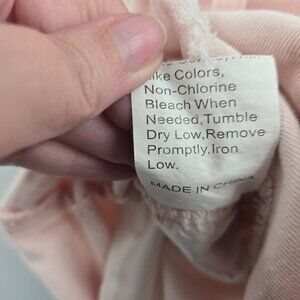 Like Colors,
Non-Chlorine
Bleach When
Needed,Tumble
Dry Low,Remove
Promptly,Iron
Low.
MADE IN CHINA